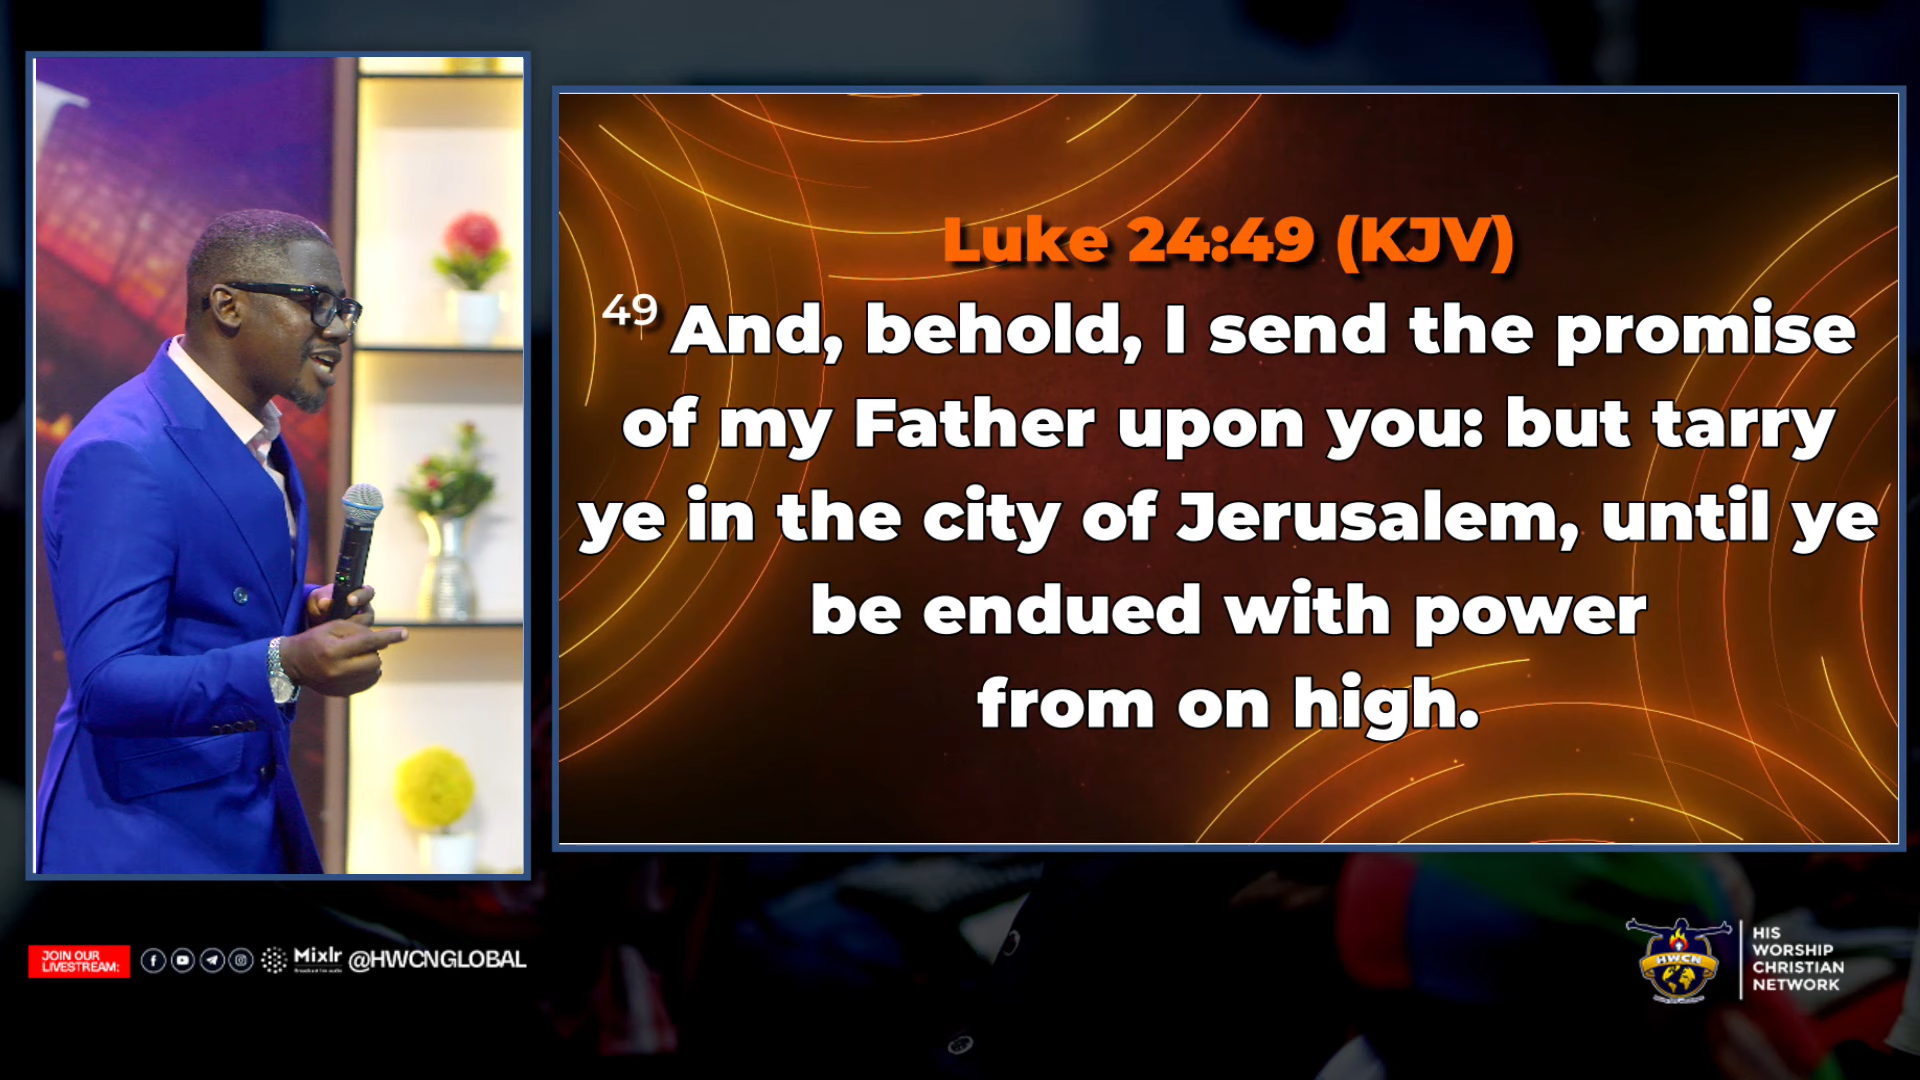 Luke 24:49 (KJV)
49 And, behold, I send the promise
of my Father upon you: but tarry
ye in the city of Jerusalem, until ye
be endued with power
from on high.
JOIN OUR
LIVESTREAM:
Mixlr @HWCNGLOBAL
HWCN
HIS
WORSHIP
CHRISTIAN
NETWORK